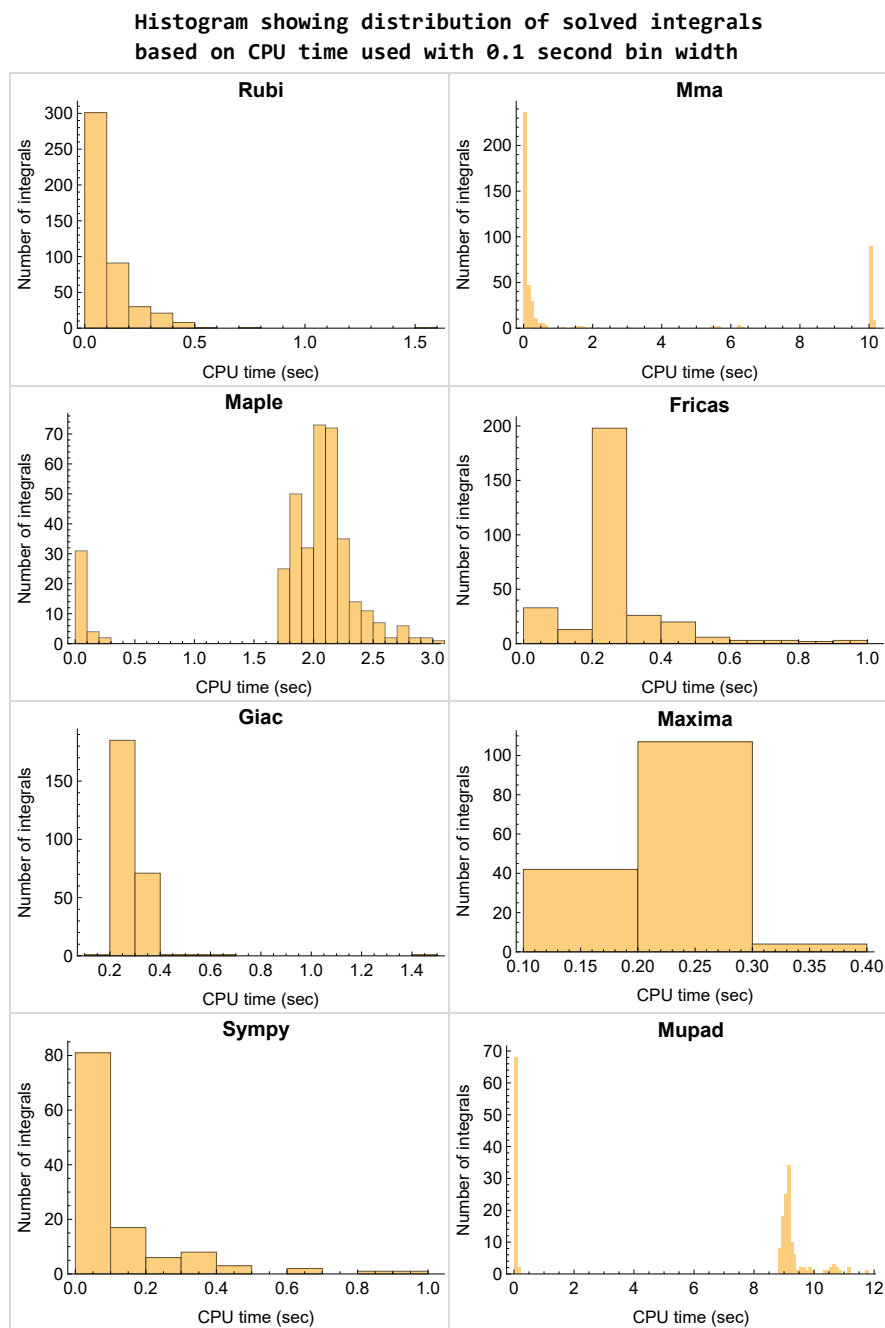 Histogram showing distribution of solved integrals
based on CPU time used with 0.1 second bin width
Rubi
Number of integrals
300
250
200
150
100
50
0
0.0 0.5 1.0 1.5
CPU time (sec)
Mma
Number of integrals
200
150
100
50
0
0 2 4 6 8 10
CPU time (sec)
Maple
Number of integrals
70
60
50
40
30
20
10
0
0.0 0.5 1.0 1.5 2.0 2.5 3.0
CPU time (sec)
Fricas
Number of integrals
200
150
100
50
0
0.0 0.2 0.4 0.6 0.8 1.0
CPU time (sec)
Giac
Number of integrals
150
100
50
0
0.2 0.4 0.6 0.8 1.0 1.2 1.4
CPU time (sec)
Maxima
Number of integrals
100
80
60
40
20
0
0.10 0.15 0.20 0.25 0.30 0.35 0.40
CPU time (sec)
Sympy
Number of integrals
80
60
40
20
0
0.0 0.2 0.4 0.6 0.8 1.0
CPU time (sec)
Mupad
Number of integrals
70
60
50
40
30
20
10
0
0 2 4 6 8 10 12
CPU time (sec)